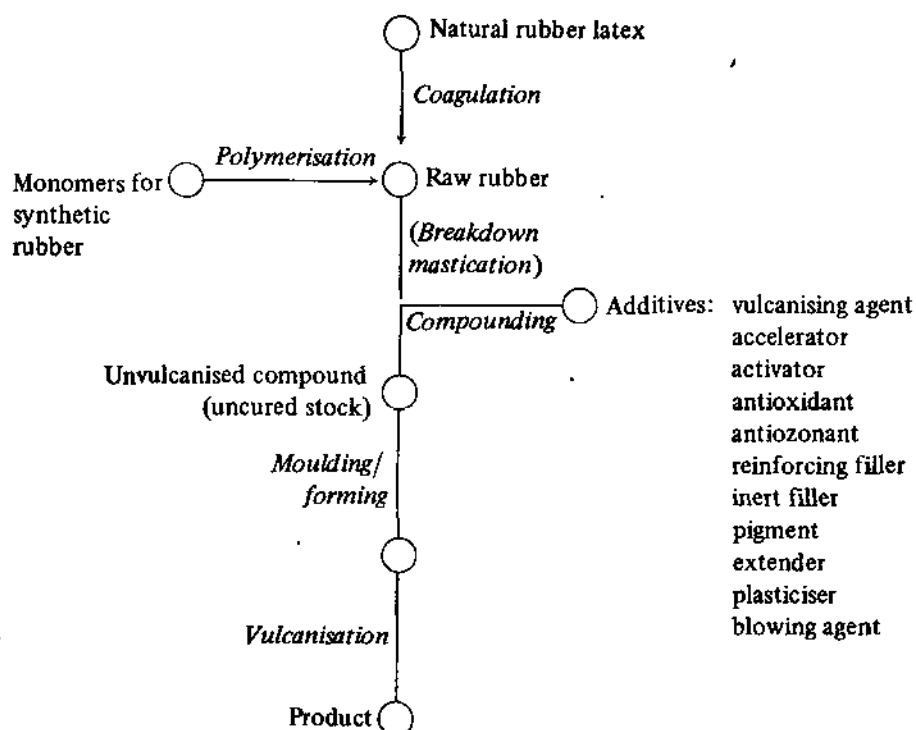 Natural rubber latex
Coagulation
Polymerisation
Monomers for
synthetic
rubber
Raw rubber
(Breakdown
mastication)
Compounding
Additives:
vulcanising agent
accelerator
activator
antioxidant
antiozonant
reinforcing filler
inert filler
pigment
extender
plasticiser
blowing agent
Unvulcanised compound
(uncured stock)
Moulding/
forming
Vulcanisation
Product